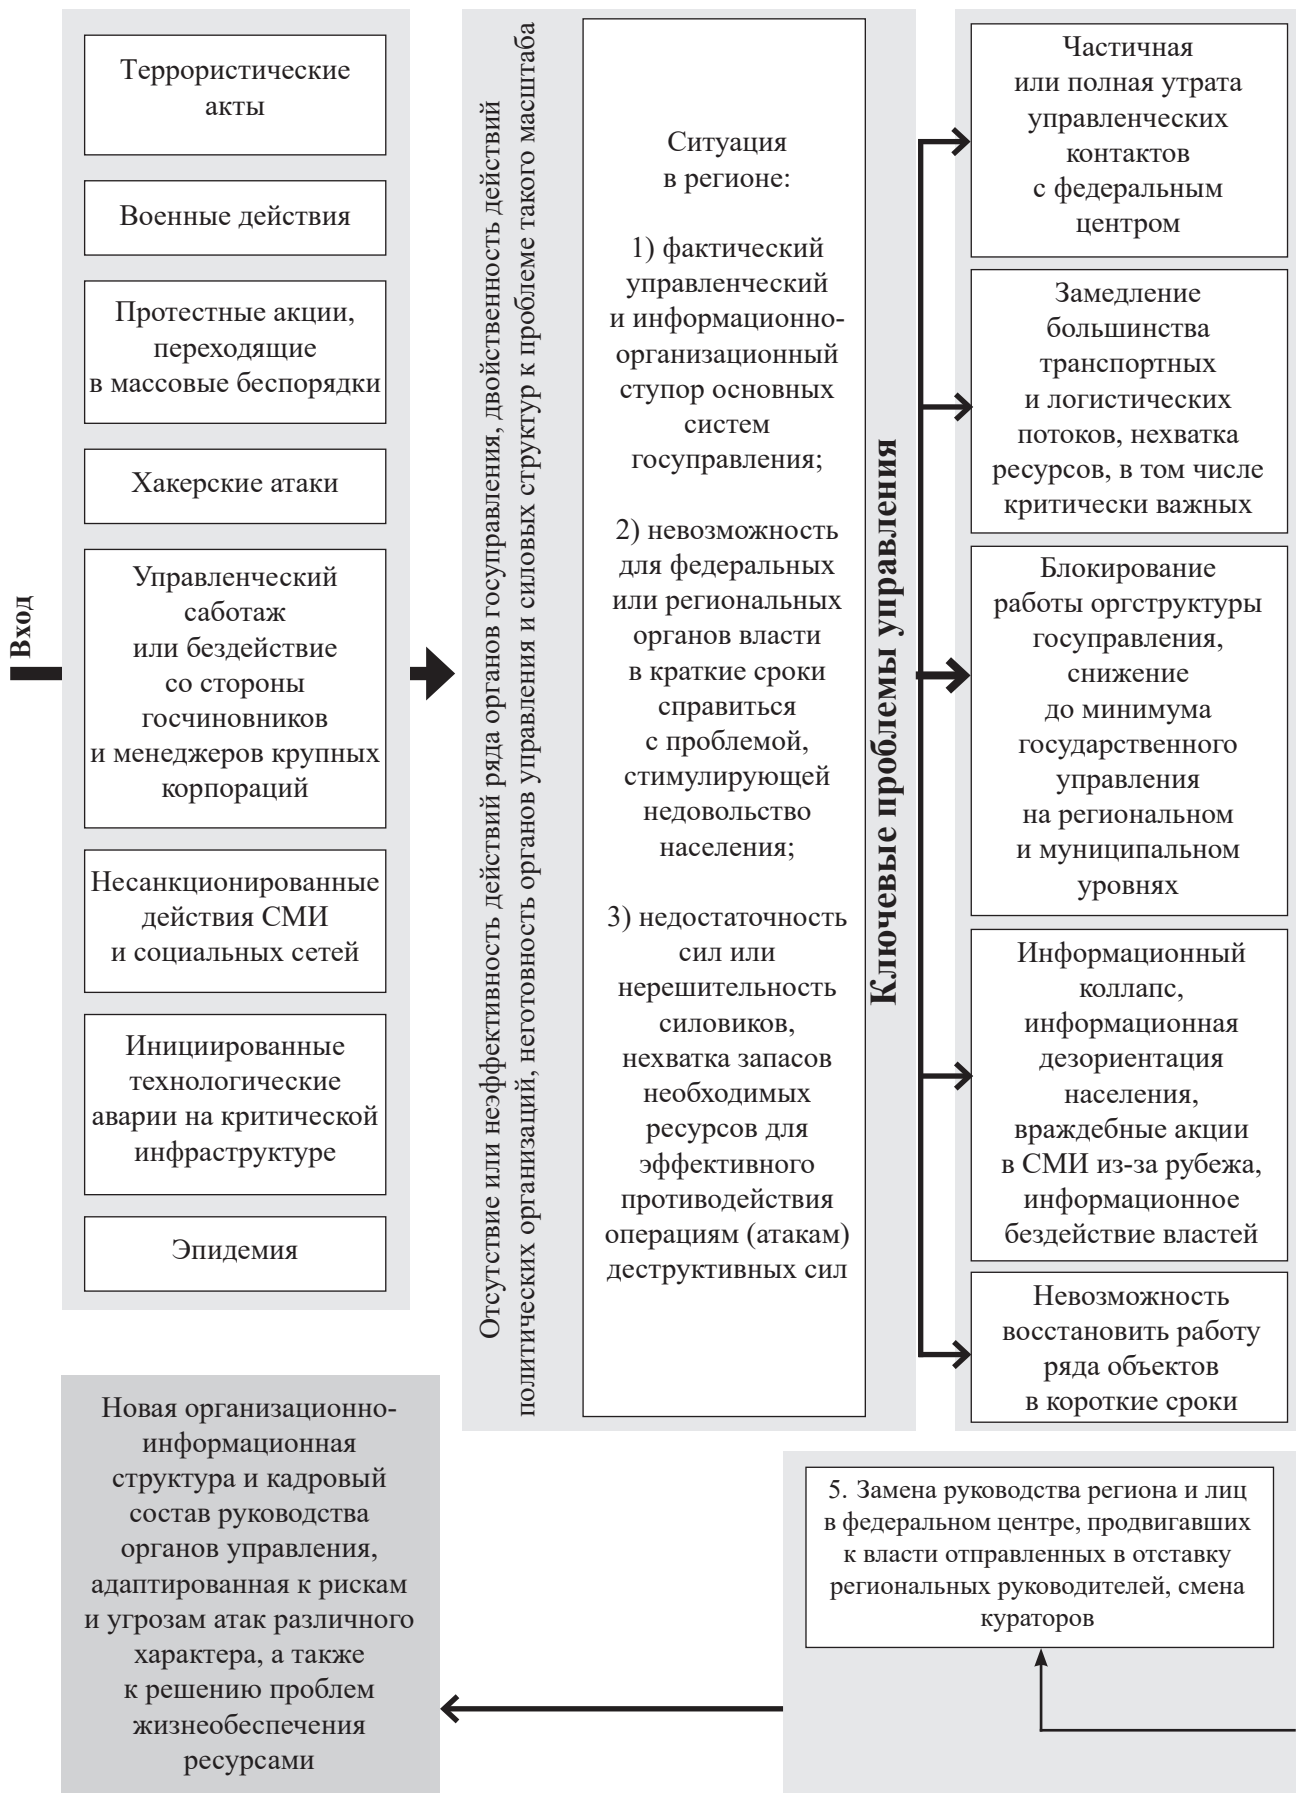 Вход
Террористические
акты
Военные действия
Протестные акции,
переходящие
в массовые беспорядки
Хакерские атаки
Управленческий
саботаж
или бездействие
со стороны
госчиновников
и менеджеров крупных
корпораций
Несанкционированные
действия СМИ
и социальных сетей
Инициированные
технологические
аварии на критической
инфраструктуре
Эпидемия
Отсутствие или неэффективность действий ряда органов госуправления, двойственность действий
политических организаций, неготовность органов управления и силовых структур к проблеме такого масштаба
Ситуация
в регионе:
1) фактический
управленческий
и информационно-
организационный
ступор основных
систем
госуправления;
2) невозможность
для федеральных
или региональных
органов власти
в краткие сроки
справиться
с проблемой,
стимулирующей
недовольство
населения;
3) недостаточность
сил или
нерешительность
силовиков,
нехватка запасов
необходимых
ресурсов для
эффективного
противодействия
операциям (атакам)
деструктивных сил
Ключевые проблемы управления
Частичная
или полная утрата
управленческих
контактов
с федеральным
центром
Замедление
большинства
транспортных
и логистических
потоков, нехватка
ресурсов, в том числе
критически важных
Блокирование
работы оргструктуры
госуправления,
снижение
до минимума
государственного
управления
на региональном
и муниципальном
уровнях
Информационный
коллапс,
информационная
дезориентация
населения,
враждебные акции
в СМИ из-за рубежа,
информационное
бездействие властей
Невозможность
восстановить работу
ряда объектов
в короткие сроки
5. Замена руководства региона и лиц
в федеральном центре, продвигавших
к власти отправленных в отставку
региональных руководителей, смена
кураторов
Новая организационно-
информационная
структура и кадровый
состав руководства
органов управления,
адаптированная к рискам
и угрозам атак различного
характера, а также
к решению проблем
жизнеобеспечения
ресурсами